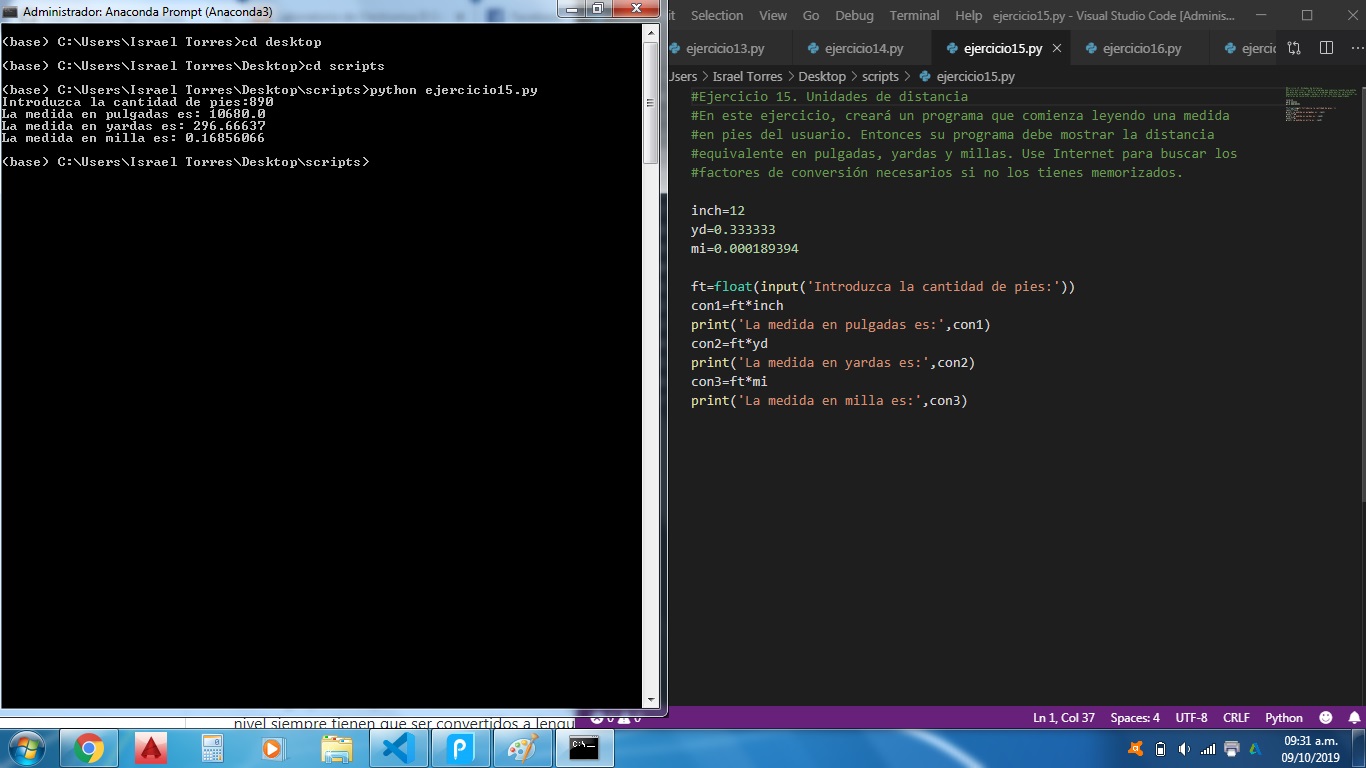 Administrador: Anaconda Prompt (Anaconda3)
(base) C:\Users\Israel Torres>cd desktop
(base) C:\Users\Israel Torres\Desktop>cd scripts
(base) C:\Users\Israel Torres\Desktop\scripts>python ejercicio15.py
Introduzca la cantidad de pies:890
La medida en pulgadas es: 10680.0
La medida en yardas es: 296.66637
La medida en milla es: 0.16856066
(base) C:\Users\Israel Torres\Desktop\scripts>
it Selection View Go Debug Terminal Help ejercicio15.py - Visual Studio Code [Adminis...
ejercicio13.py ejercicio14.py ejercicio15.py ejercicio16.py ejercic
Users > Israel Torres > Desktop > scripts > ejercicio15.py
#Ejercicio 15. Unidades de distancia
#En este ejercicio, creará un programa que comienza leyendo una medida
#en pies del usuario. Entonces su programa debe mostrar la distancia
#equivalente en pulgadas, yardas y millas. Use Internet para buscar los
#factores de conversión necesarios si no los tienes memorizados.
inch=12
yd=0.333333
mi=0.000189394
ft=float(input('Introduzca la cantidad de pies:'))
con1=ft*inch
print('La medida en pulgadas es:',con1)
con2=ft*yd
print('La medida en yardas es:',con2)
con3=ft*mi
print('La medida en milla es:',con3)
nivel siempre tienen que ser convertidos a lengu
Ln 1, Col 37 Spaces: 4 UTF-8 CRLF Python
09:31 a.m.
09/10/2019